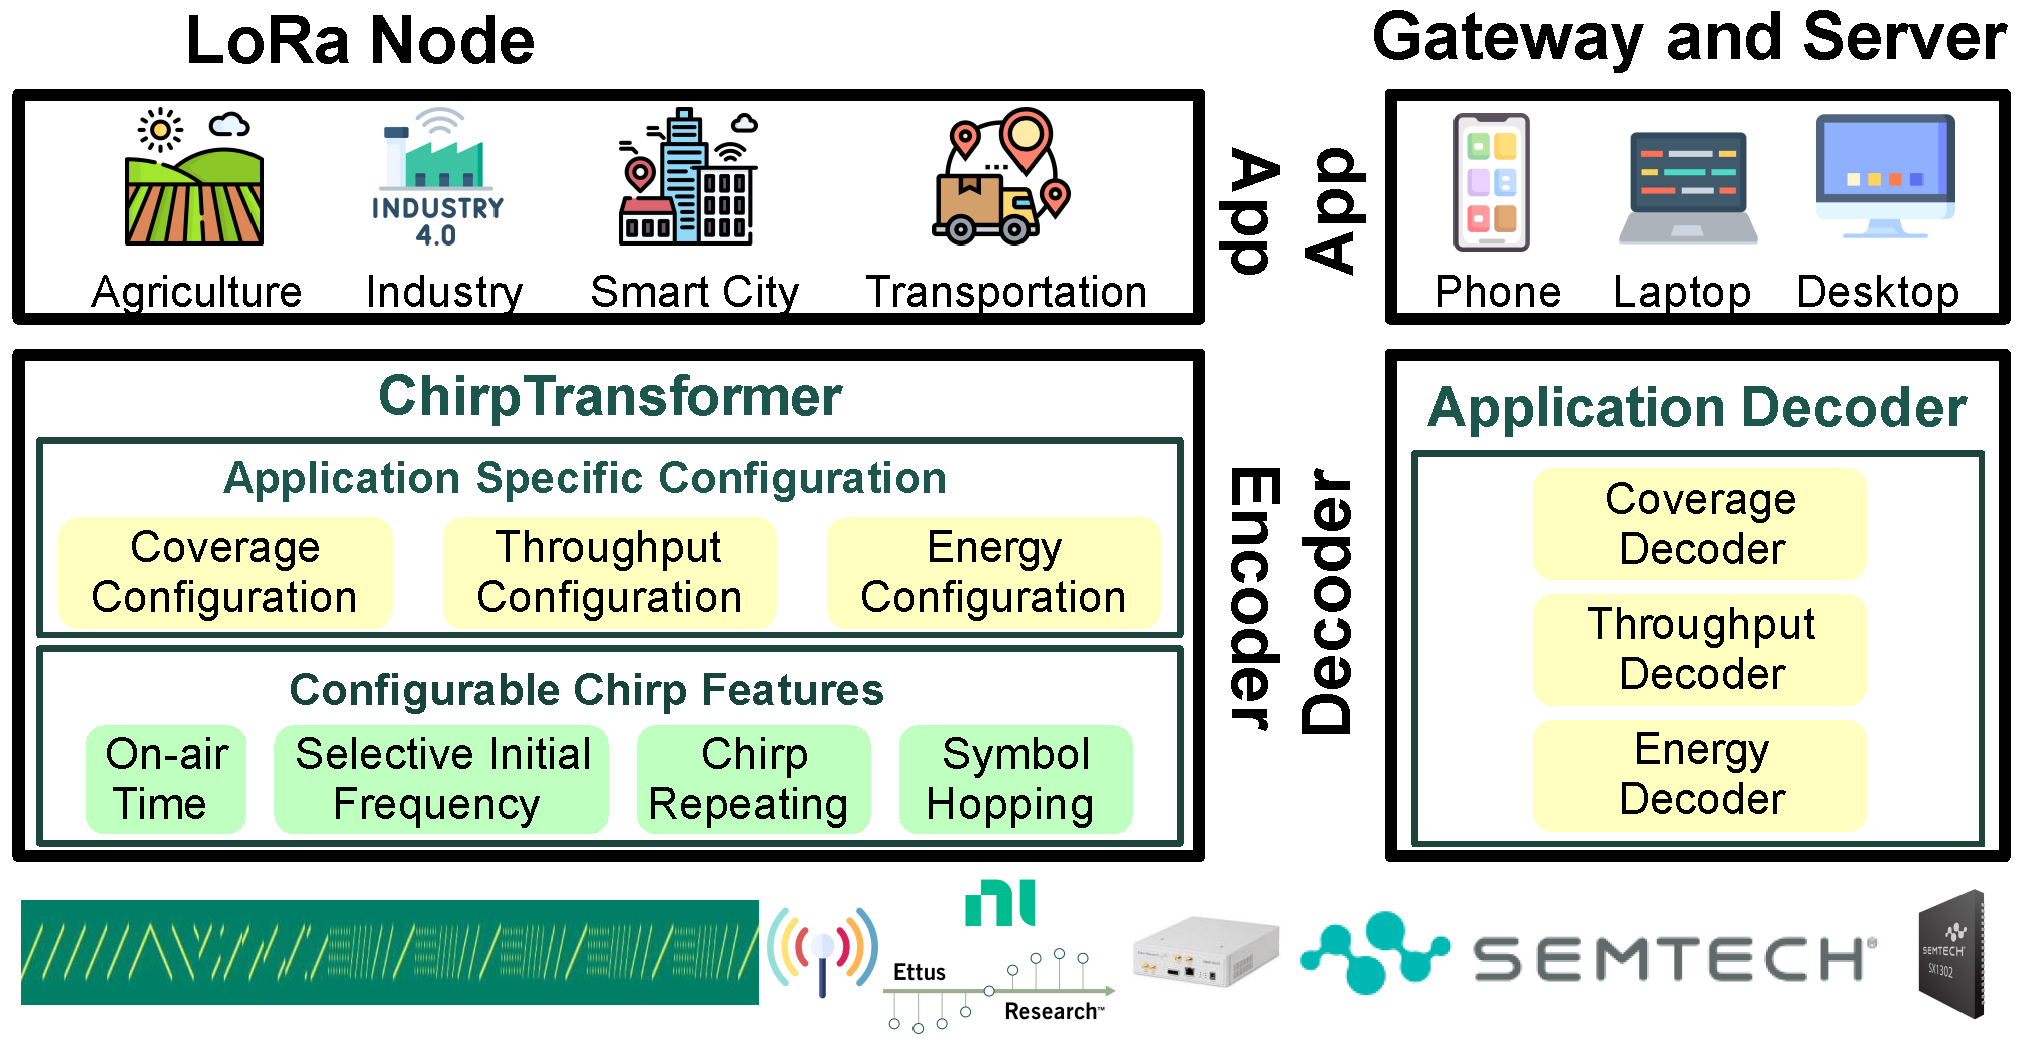 LoRa Node
Gateway and Server
INDUSTRY
4.0
Agriculture
Industry
Smart City
Transportation
App
App
Phone
Laptop
Desktop
ChirpTransformer
Application Specific Configuration
Coverage
Configuration
Throughput
Configuration
Energy
Configuration
Configurable Chirp Features
On-air
Time
Selective Initial
Frequency
Chirp
Repeating
Symbol
Hopping
Encoder
Decoder
Application Decoder
Coverage
Decoder
Throughput
Decoder
Energy
Decoder
Ettus
Research™
SEMTECH®
SEMTECH
SX1302